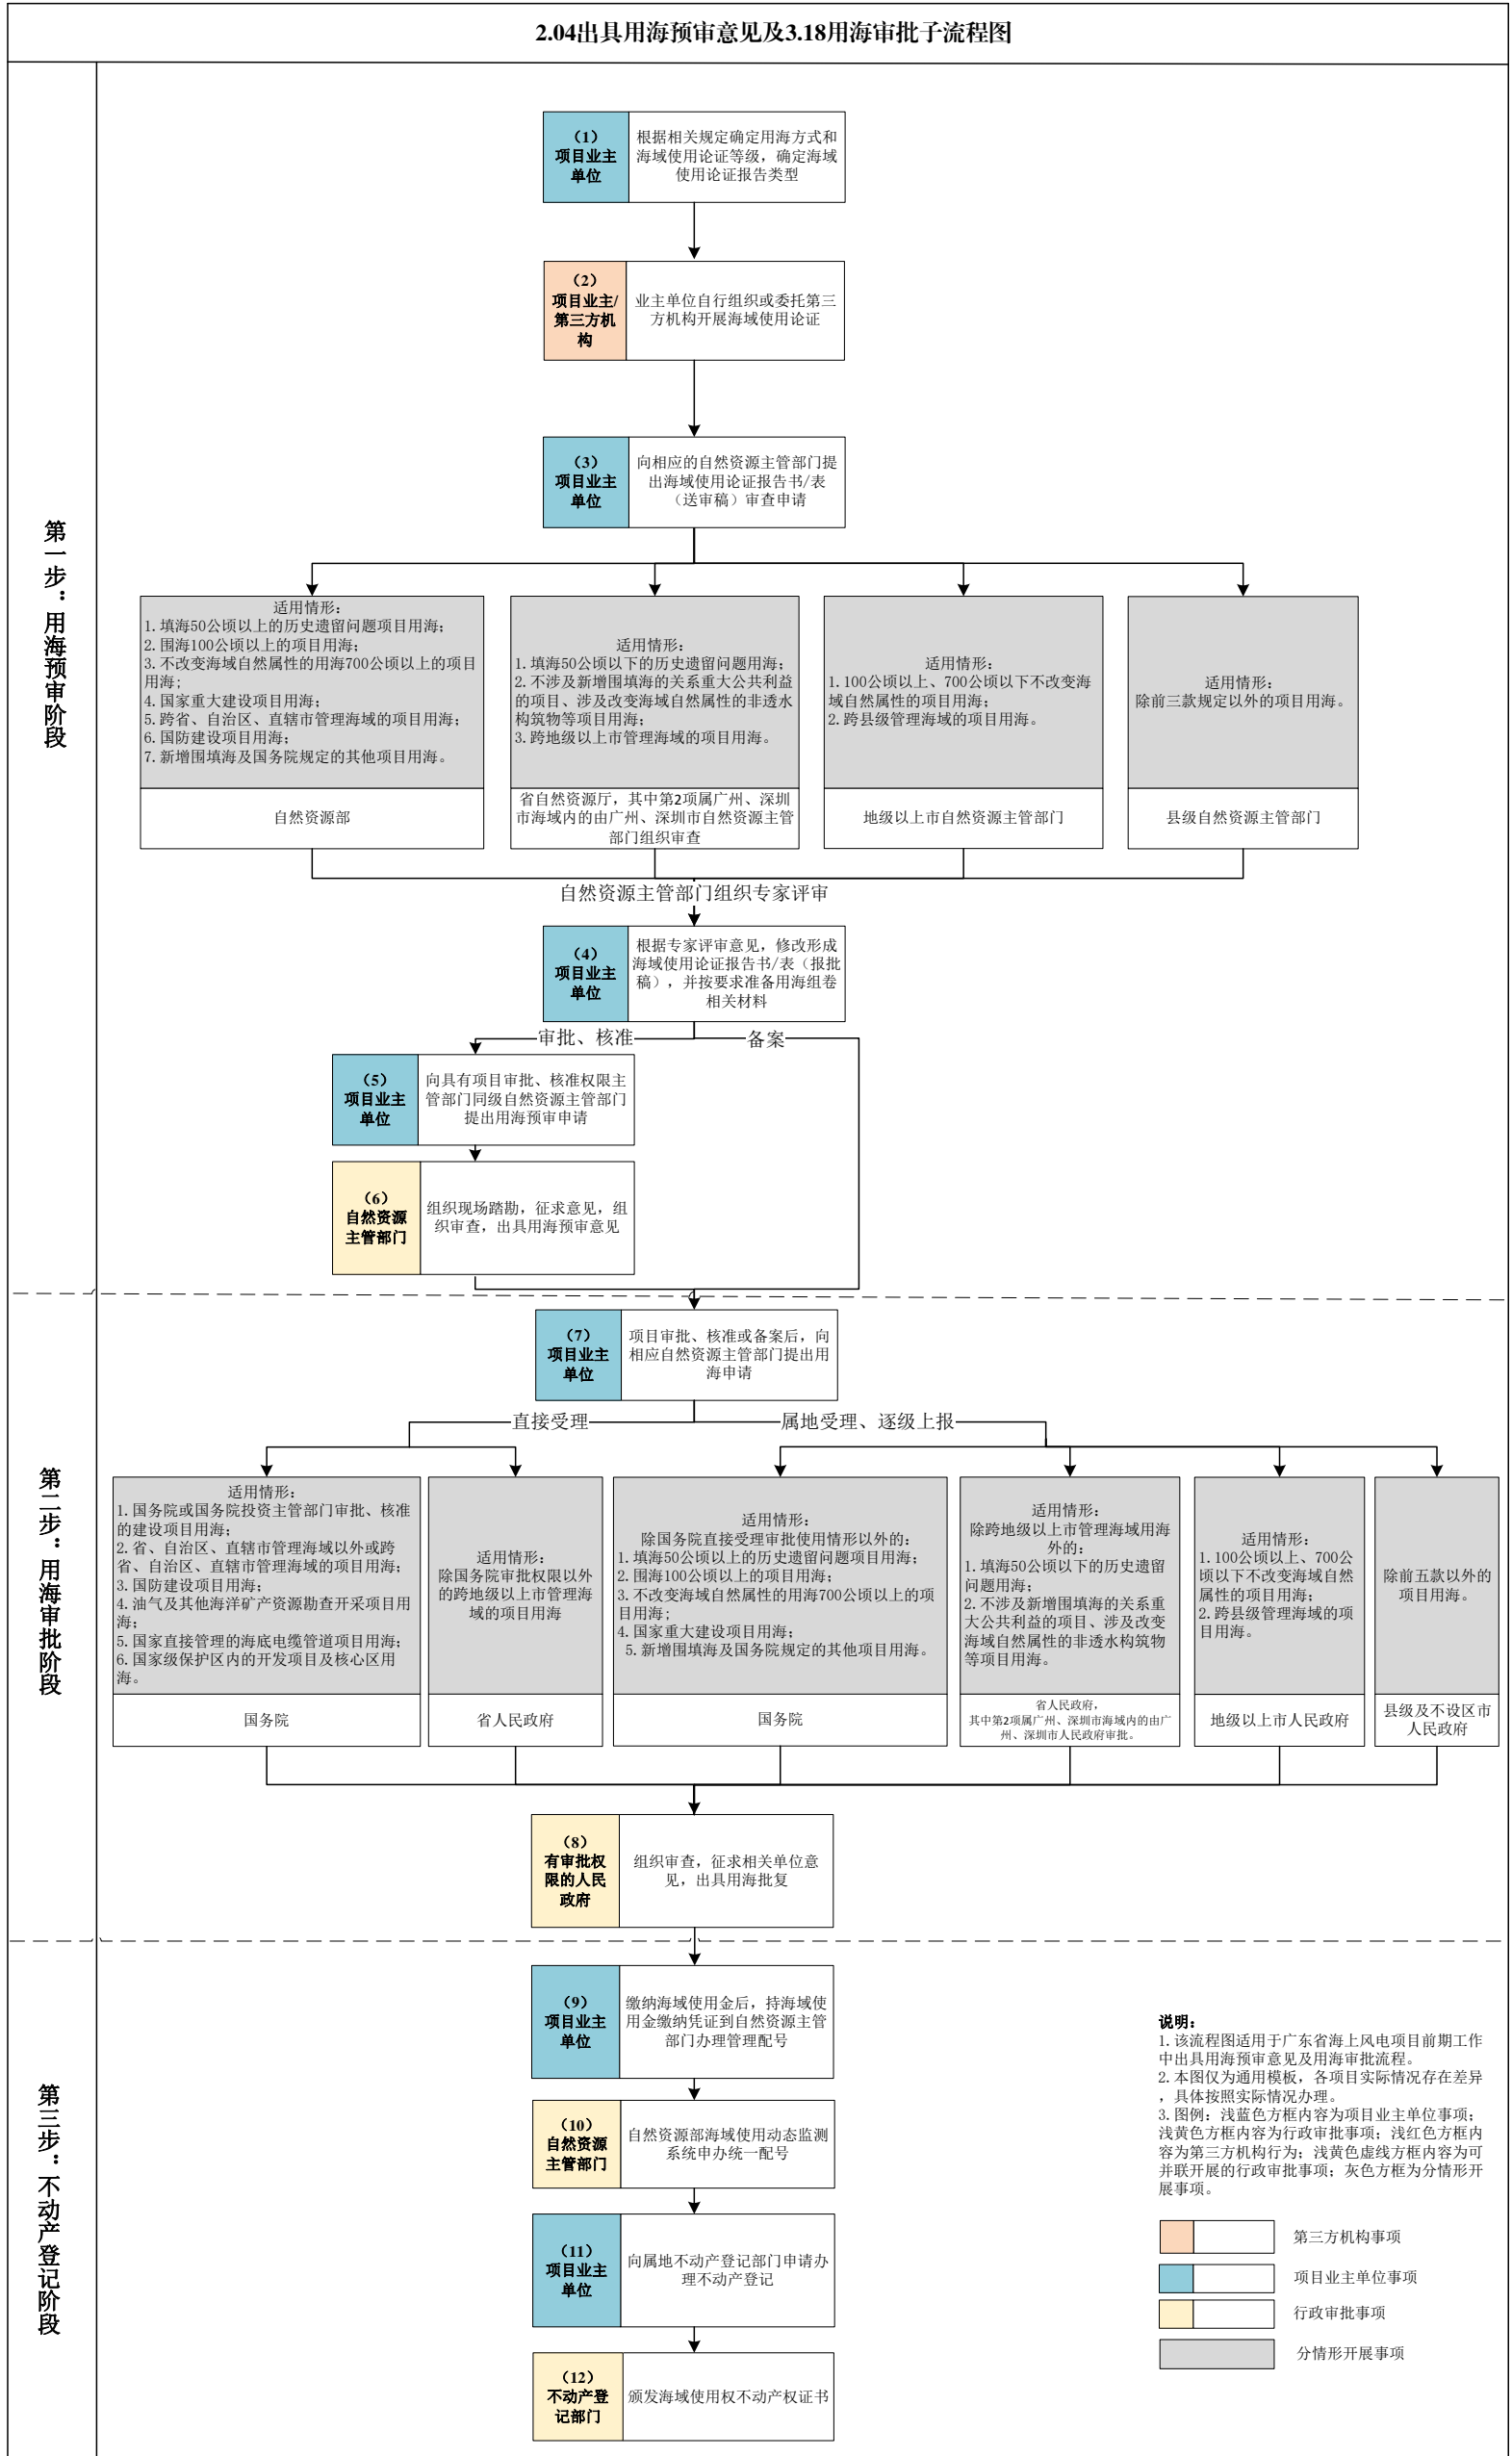 2.04出具用海预审意见及3.18用海审批子流程图
第一步：用海预审阶段
（1）
项目业主
单位
根据相关规定确定用海方式和
海域使用论证等级，确定海域
使用论证报告类型
（2）
项目业主/
第三方机
构
业主单位自行组织或委托第三
方机构开展海域使用论证
（3）
项目业主
单位
向相应的自然资源主管部门提
出海域使用论证报告书/表
（送审稿）审查申请
适用情形：
1.填海50公顷以上的历史遗留问题项目用海；
2.围海100公顷以上的项目用海；
3.不改变海域自然属性的用海700公顷以上的项目
用海；
4.国家重大建设项目用海；
5.跨省、自治区、直辖市管理海域的项目用海；
6.国防建设项目用海；
7.新增围填海及国务院规定的其他项目用海。
自然资源部
适用情形：
1.填海50公顷以下的历史遗留问题用海；
2.不涉及新增围填海的关系重大公共利益
的项目、涉及改变海域自然属性的非透水
构筑物等项目用海；
3.跨地级以上市管理海域的项目用海。
省自然资源厅，其中第2项属广州、深圳
市海域内的由广州、深圳市自然资源主管
部门组织审查
适用情形：
1.100公顷以上、700公顷以下不改变海
域自然属性的项目用海；
2.跨县级管理海域的项目用海。
地级以上市自然资源主管部门
适用情形：
除前三款规定以外的项目用海。
县级自然资源主管部门
自然资源主管部门组织专家评审
（4）
项目业主
单位
根据专家评审意见，修改形成
海域使用论证报告书/表（报批
稿），并按要求准备用海组卷
相关材料
审批、核准
备案
（5）
项目业主
单位
向具有项目审批、核准权限主
管部门同级自然资源主管部门
提出用海预审申请
（6）
自然资源
主管部门
组织现场踏勘，征求意见，组
织审查，出具用海预审意见
第二步：用海审批阶段
（7）
项目业主
单位
项目审批、核准或备案后，向
相应自然资源主管部门提出用
海申请
直接受理
属地受理、逐级上报
适用情形：
1.国务院或国务院投资主管部门审批、核准
的建设项目用海；
2.省、自治区、直辖市管理海域以外或跨
省、自治区、直辖市管理海域的项目用海；
3.国防建设项目用海；
4.油气及其他海洋矿产资源勘查开采项目用
海；
5.国家直接管理的海底电缆管道项目用海；
6.国家级保护区内的开发项目及核心区用
海。
国务院
适用情形：
除国务院审批权限以外
的跨地级以上市管理海
域的项目用海
省人民政府
适用情形：
除国务院直接受理审批使用情形以外的：
1.填海50公顷以上的历史遗留问题项目用海；
2.围海100公顷以上的项目用海；
3.不改变海域自然属性的用海700公顷以上的项
目用海；
4.国家重大建设项目用海；
5.新增围填海及国务院规定的其他项目用海。
国务院
适用情形：
除跨地级以上市管理海域用海
外的：
1.填海50公顷以下的历史遗留
问题用海；
2.不涉及新增围填海的关系重
大公共利益的项目、涉及改变
海域自然属性的非透水构筑物
等项目用海。
省人民政府，
其中第2项属广州、深圳市海域内的由广
州、深圳市人民政府审批。
适用情形：
1.100公顷以上、700公
顷以下不改变海域自然
属性的项目用海；
2.跨县级管理海域的项
目用海。
地级以上市人民政府
除前五款以外的
项目用海。
县级及不设区市
人民政府
（8）
有审批权
限的人民
政府
组织审查，征求相关单位意
见，出具用海批复
第三步：不动产登记阶段
（9）
项目业主
单位
缴纳海域使用金后，持海域使
用金缴纳凭证到自然资源主管
部门办理管理配号
（10）
自然资源
主管部门
自然资源部海域使用动态监测
系统申办统一配号
（11）
项目业主
单位
向属地不动产登记部门申请办
理不动产登记
（12）
不动产登
记部门
颁发海域使用权不动产权证书
说明：
1.该流程图适用于广东省海上风电项目前期工作
中出具用海预审意见及用海审批流程。
2.本图仅为通用模板，各项目实际情况存在差异
，具体按照实际情况办理。
3.图例：浅蓝色方框内容为项目业主单位事项；
浅黄色方框内容为行政审批事项；浅红色方框内
容为第三方机构行为；浅黄色虚线方框内容为可
并联开展的行政审批事项；灰色方框为分情形开
展事项。
第三方机构事项
项目业主单位事项
行政审批事项
分情形开展事项